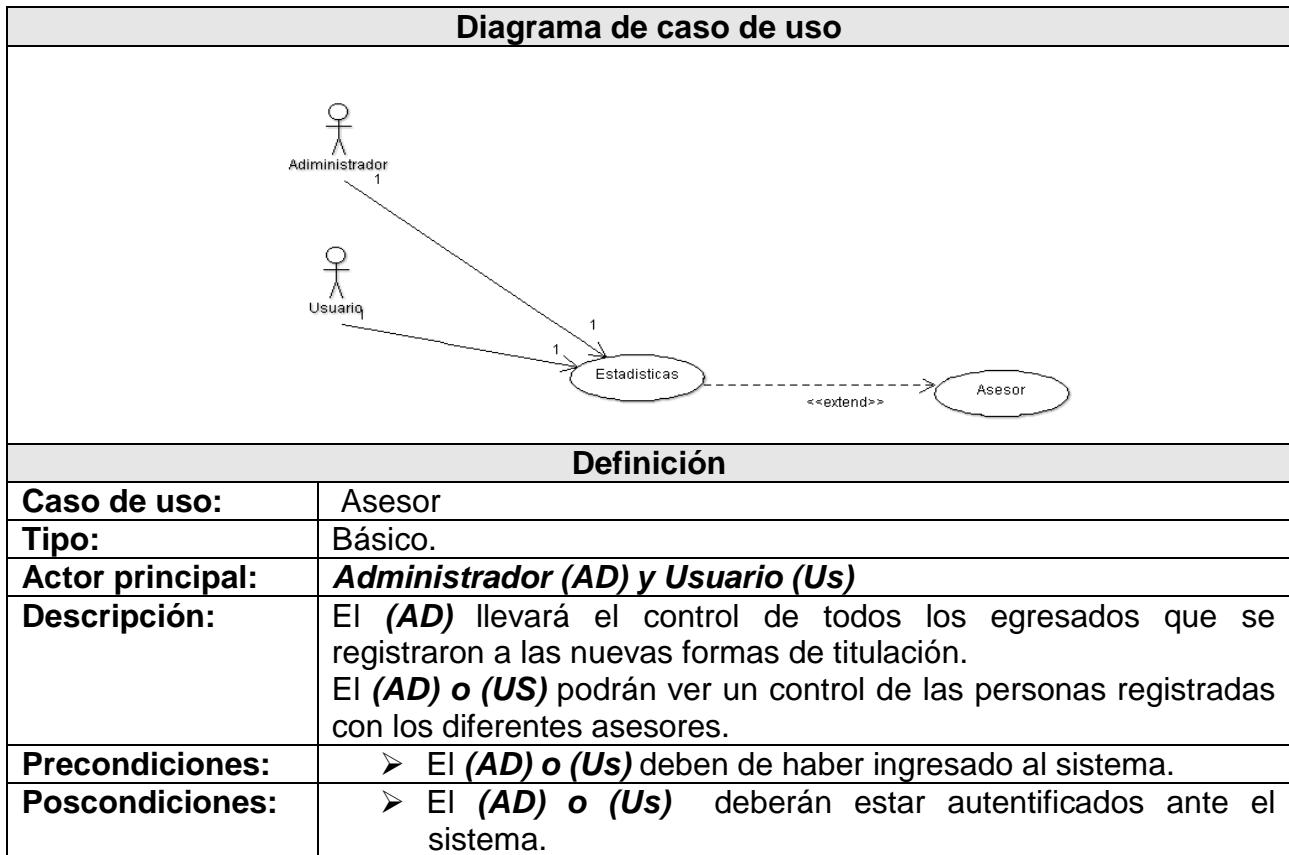 Diagrama de caso de uso
Adiministrador
1
Usuario
1
1
1
Estadisticas
<<extend>>
Asesor
Definición
Caso de uso: Asesor
Tipo: Básico.
Actor principal: Administrador (AD) y Usuario (Us)
Descripción: El (AD) llevará el control de todos los egresados que se
registraron a las nuevas formas de titulación.
El (AD) o (US) podrán ver un control de las personas registradas
con los diferentes asesores.
Precondiciones: ➢ El (AD) o (Us) deben de haber ingresado al sistema.
Poscondiciones: ➢ El (AD) o (Us) deberán estar autentificados ante el
sistema.